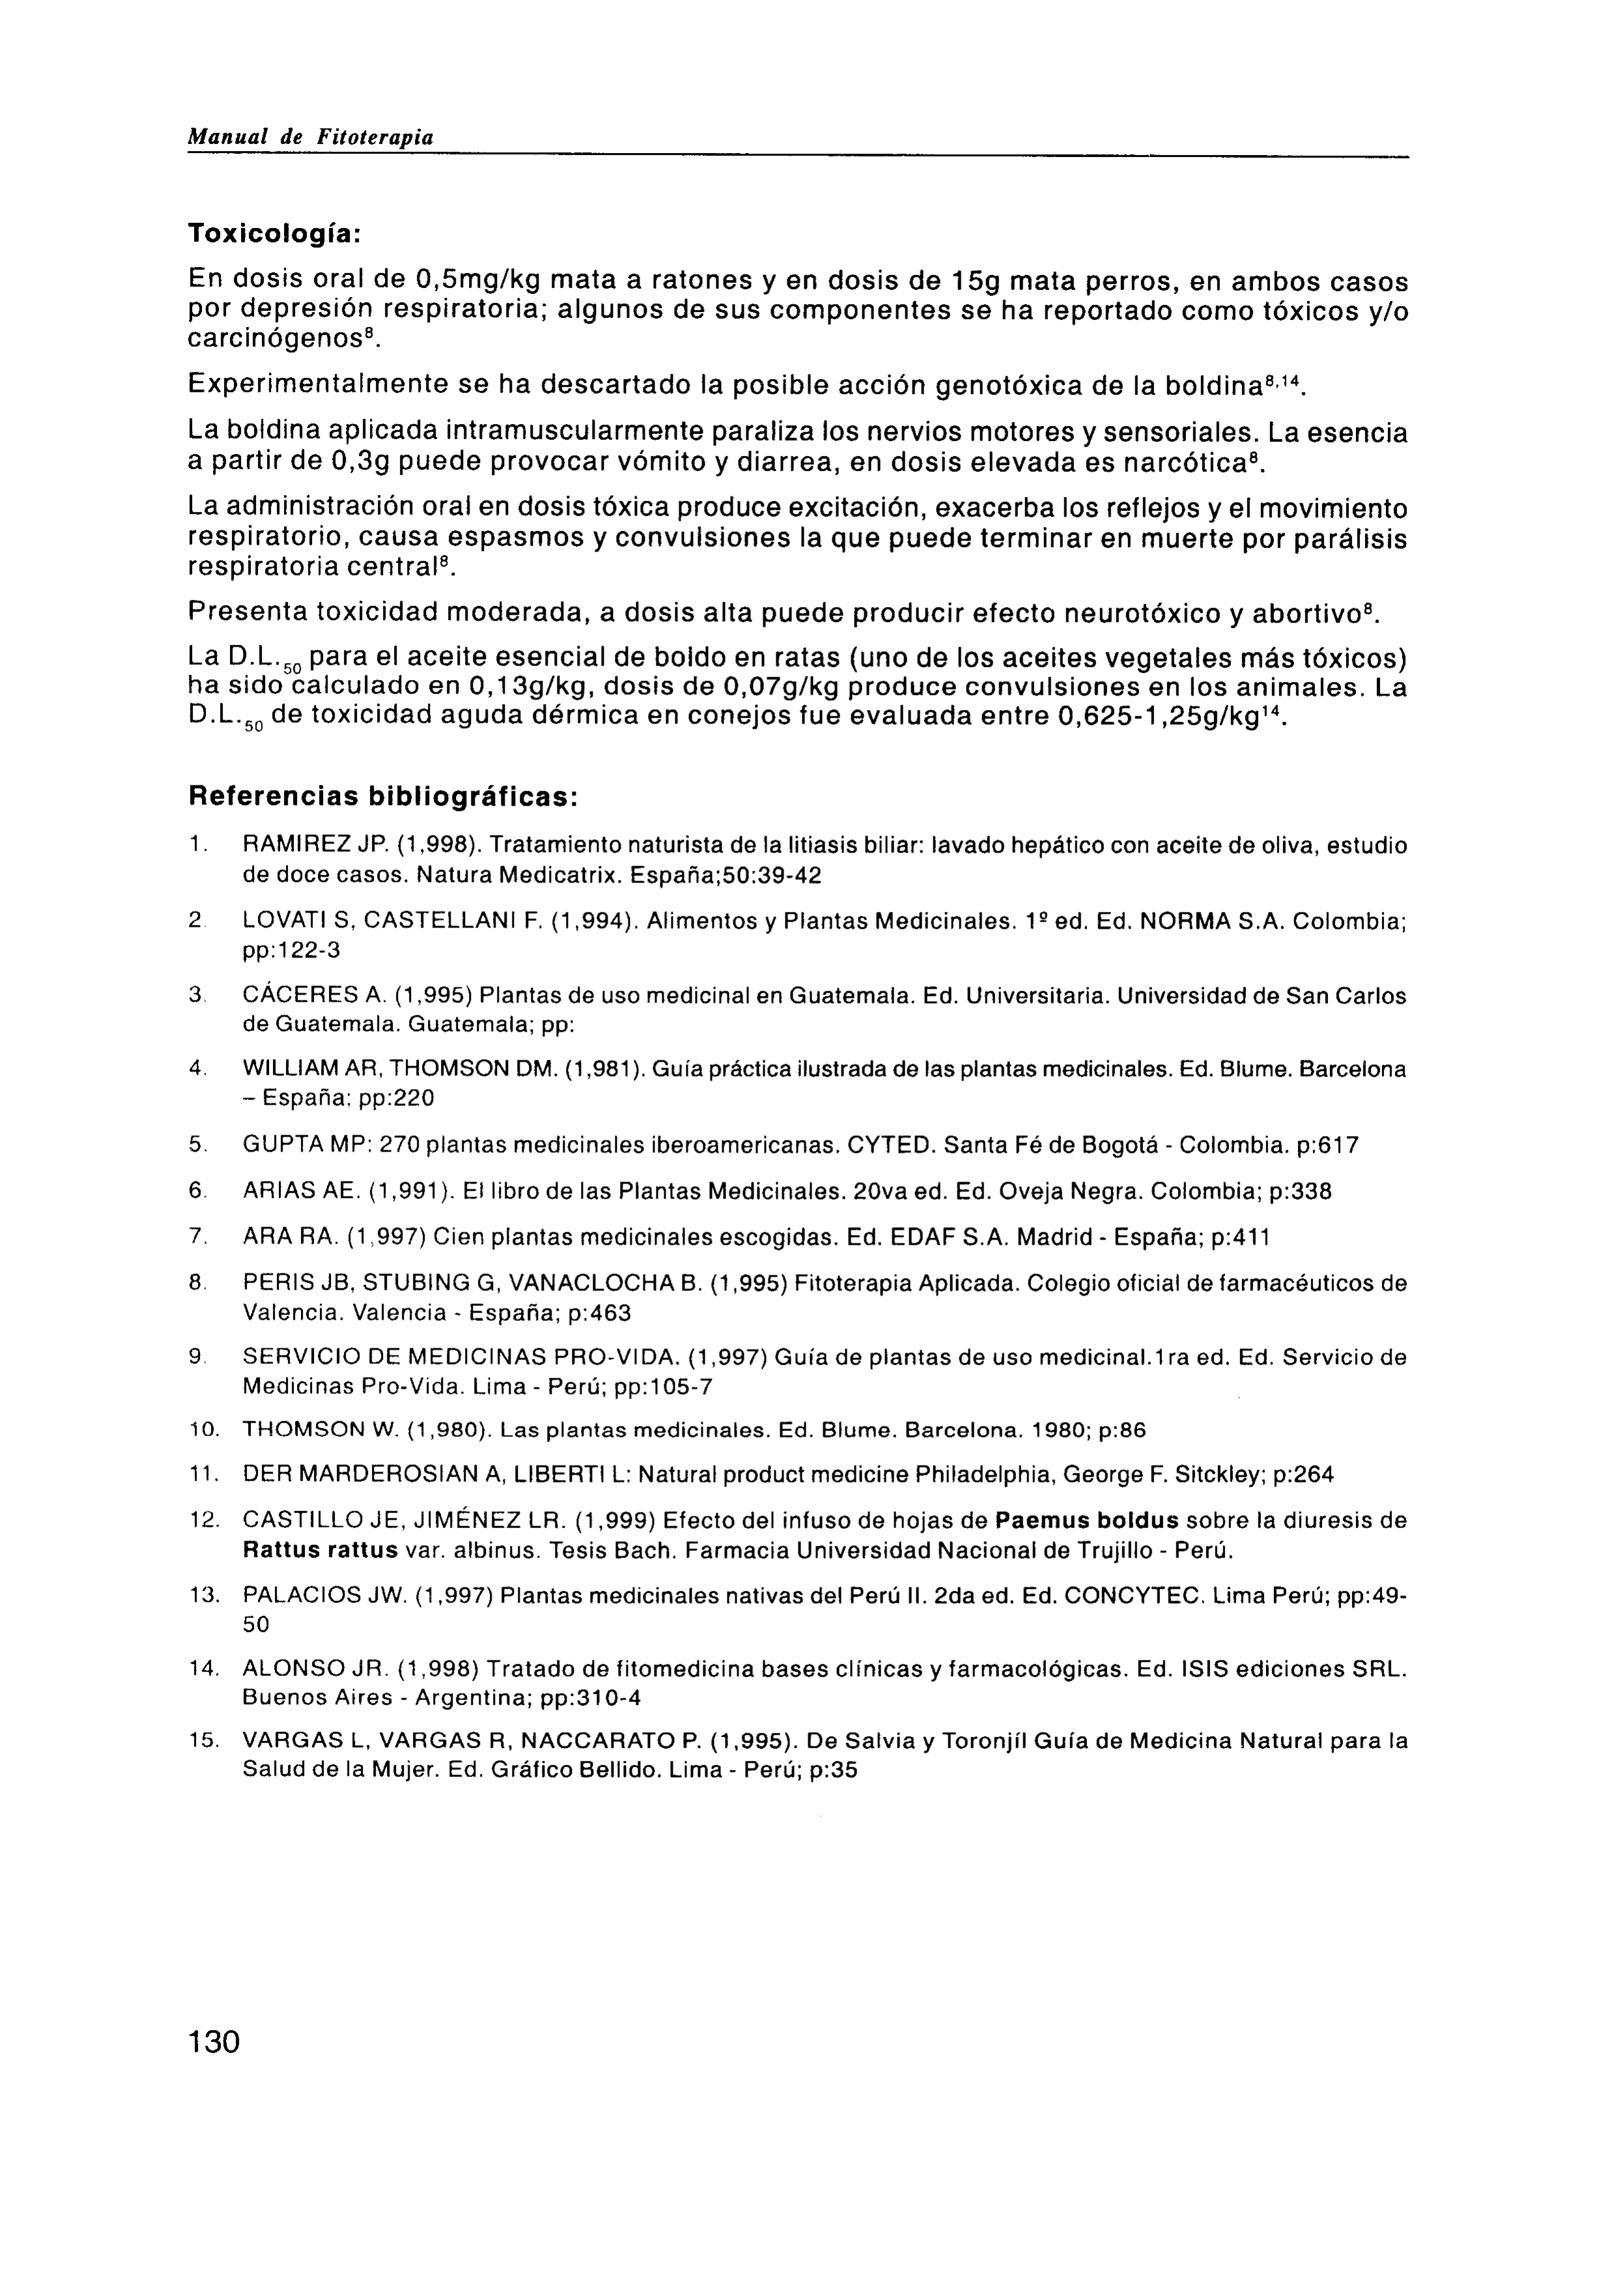 Manual de Fitoterapia
Toxicología:
En dosis oral de 0,5mg/kg mata a ratones y en dosis de 15g mata perros, en ambos casos
por depresión respiratoria; algunos de sus componentes se ha reportado como tóxicos y/o
carcinógenos⁸.
Experimentalmente se ha descartado la posible acción genotóxica de la boldina⁸,¹⁴.
La boldina aplicada intramuscularmente paraliza los nervios motores y sensoriales. La esencia
a partir de 0,3g puede provocar vómito y diarrea, en dosis elevada es narcótica⁸.
La administración oral en dosis tóxica produce excitación, exacerba los reflejos y el movimiento
respiratorio, causa espasmos y convulsiones la que puede terminar en muerte por parálisis
respiratoria central⁸.
Presenta toxicidad moderada, a dosis alta puede producir efecto neurotóxico y abortivo⁸.
La D.L.₅₀ para el aceite esencial de boldo en ratas (uno de los aceites vegetales más tóxicos)
ha sido calculado en 0,13g/kg, dosis de 0,07g/kg produce convulsiones en los animales. La
D.L.₅₀ de toxicidad aguda dérmica en conejos fue evaluada entre 0,625-1,25g/kg¹⁴.
Referencias bibliográficas:
1. RAMIREZ JP. (1,998). Tratamiento naturista de la litiasis biliar: lavado hepático con aceite de oliva, estudio
de doce casos. Natura Medicatrix. España;50:39-42
2. LOVATI S, CASTELLANI F. (1,994). Alimentos y Plantas Medicinales. 1º ed. Ed. NORMA S.A. Colombia;
pp:122-3
3. CÁCERES A. (1,995) Plantas de uso medicinal en Guatemala. Ed. Universitaria. Universidad de San Carlos
de Guatemala. Guatemala; pp:
4. WILLIAM AR, THOMSON DM. (1,981). Guía práctica ilustrada de las plantas medicinales. Ed. Blume. Barcelona
– España; pp:220
5. GUPTA MP: 270 plantas medicinales iberoamericanas. CYTED. Santa Fé de Bogotá - Colombia. p:617
6. ARIAS AE. (1,991). El libro de las Plantas Medicinales. 20va ed. Ed. Oveja Negra. Colombia; p:338
7. ARA RA. (1,997) Cien plantas medicinales escogidas. Ed. EDAF S.A. Madrid - España; p:411
8. PERIS JB, STUBING G, VANACLOCHA B. (1,995) Fitoterapia Aplicada. Colegio oficial de farmacéuticos de
Valencia. Valencia - España; p:463
9. SERVICIO DE MEDICINAS PRO-VIDA. (1,997) Guía de plantas de uso medicinal.1ra ed. Ed. Servicio de
Medicinas Pro-Vida. Lima - Perú; pp:105-7
10. THOMSON W. (1,980). Las plantas medicinales. Ed. Blume. Barcelona. 1980; p:86
11. DER MARDEROSIAN A, LIBERTI L: Natural product medicine Philadelphia, George F. Sitckley; p:264
12. CASTILLO JE, JIMÉNEZ LR. (1,999) Efecto del infuso de hojas de Paemus boldus sobre la diuresis de
Rattus rattus var. albinus. Tesis Bach. Farmacia Universidad Nacional de Trujillo - Perú.
13. PALACIOS JW. (1,997) Plantas medicinales nativas del Perú II. 2da ed. Ed. CONCYTEC. Lima Perú; pp:49-
50
14. ALONSO JR. (1,998) Tratado de fitomedicina bases clínicas y farmacológicas. Ed. ISIS ediciones SRL.
Buenos Aires - Argentina; pp:310-4
15. VARGAS L, VARGAS R, NACCARATO P. (1,995). De Salvia y Toronjíl Guía de Medicina Natural para la
Salud de la Mujer. Ed. Gráfico Bellido. Lima - Perú; p:35
130